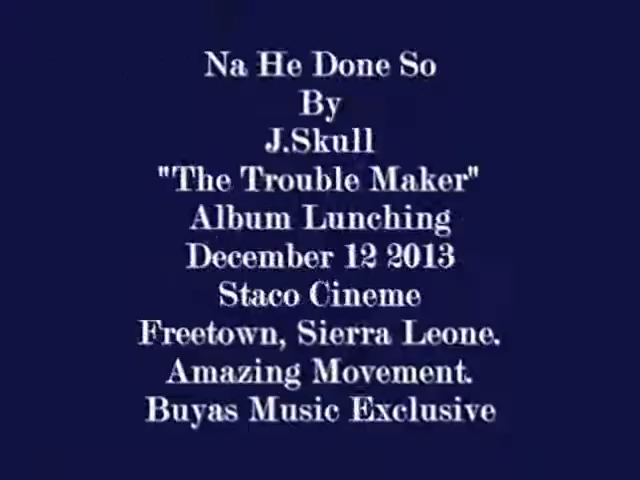 Na He Done So
By
J.Skull
"The Trouble Maker"
Album Lunching
December 12 2013
Staco Cineme
Freetown, Sierra Leone.
Amazing Movement.
Buyas Music Exclusive